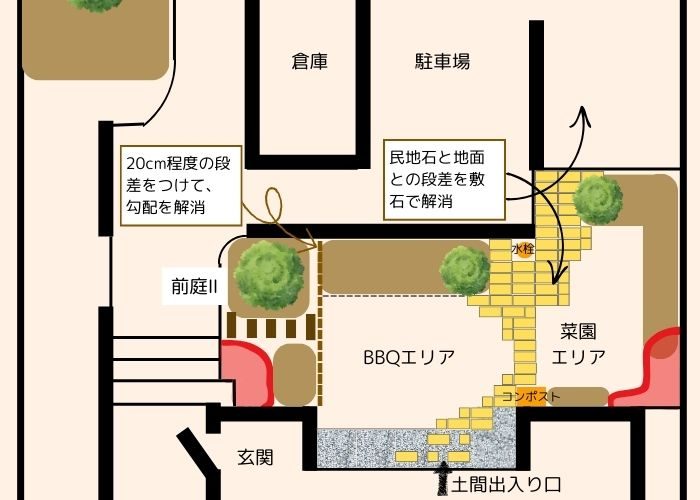 倉庫
駐車場
20cm程度の段
差をつけて、
勾配を解消
民地石と地面
との段差を敷
石で解消
水栓
前庭II
BBQエリア
菜園
エリア
コンポスト
玄関
土間出入り口